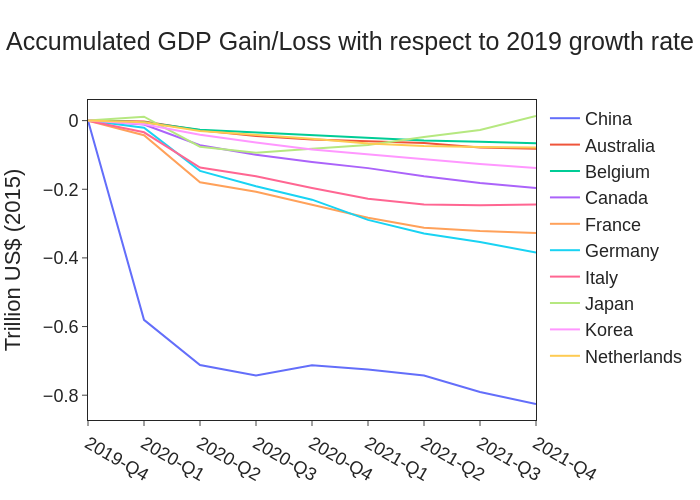 Accumulated GDP Gain/Loss with respect to 2019 growth rate
Trillion US$ (2015)
0
−0.2
−0.4
−0.6
−0.8
2019-Q4
2020-Q1
2020-Q2
2020-Q3
2020-Q4
2021-Q1
2021-Q2
2021-Q3
2021-Q4
China
Australia
Belgium
Canada
France
Germany
Italy
Japan
Korea
Netherlands